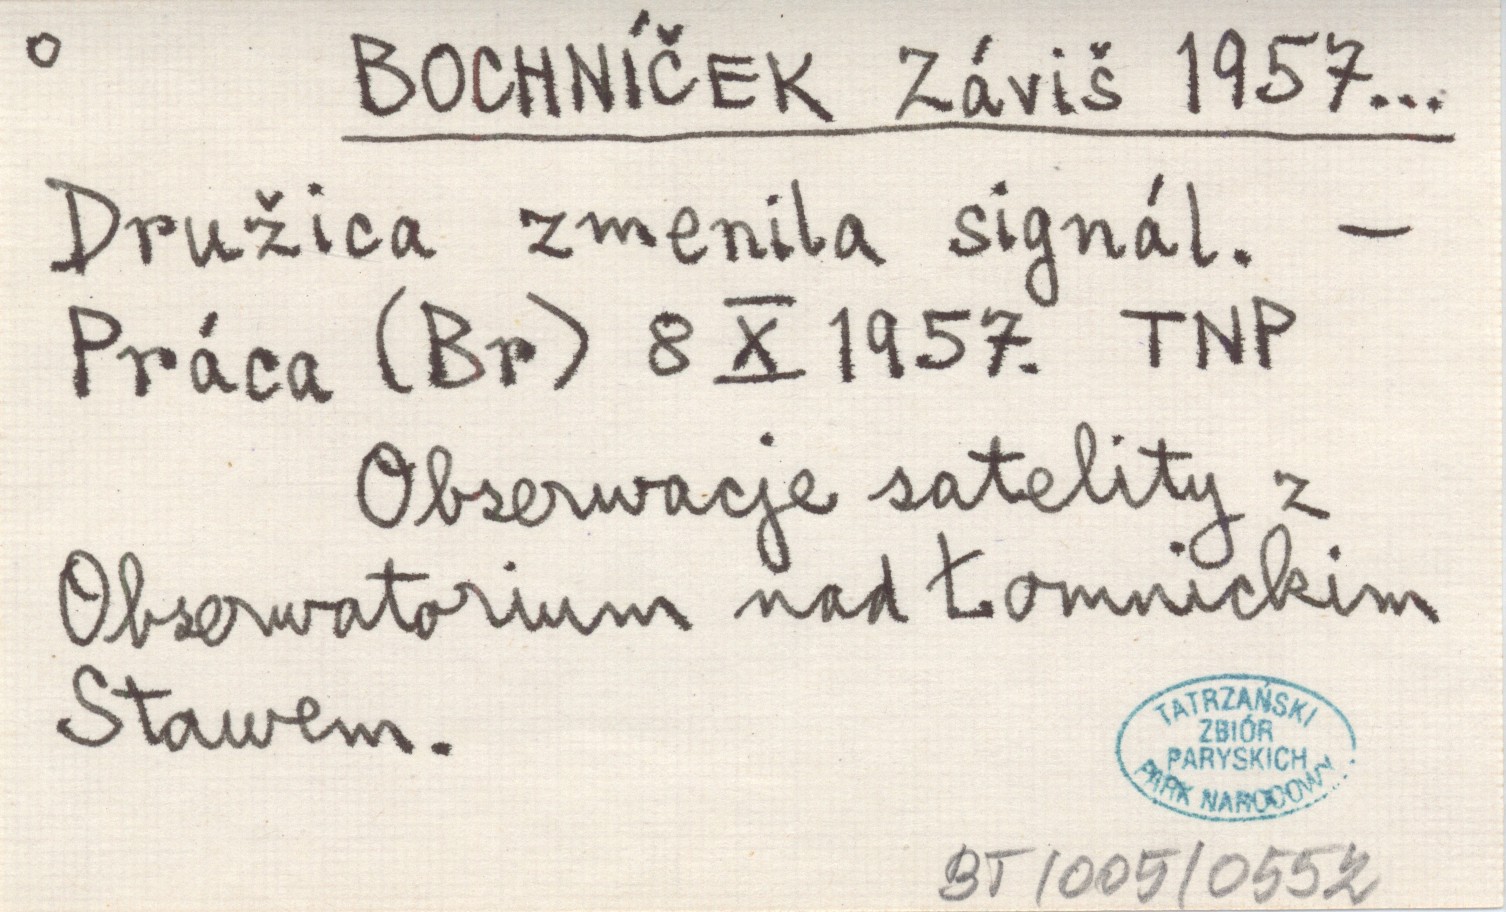 ° BOCHNÍČEK Záviš 1957...
Družica zmenila signál. –
Práca (Br) 8 X 1957. TNP
Obserwacje satelity z
Obserwatorium nad Łomnickim
Stawem.
TATRZAŃSKI
ZBIÓR
PARYSKICH
PARK NARODOWY
BT/005/0552